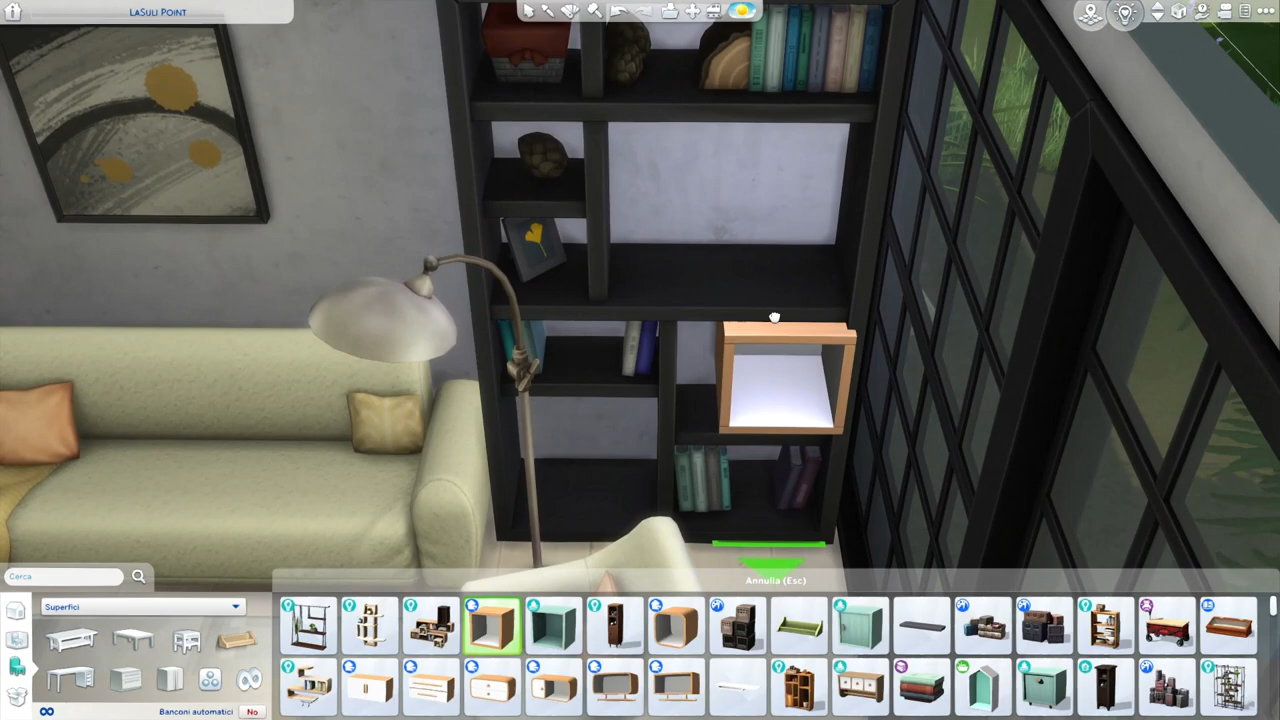 LaSuli Point
Annulla (Esc)
Cerca
Superfici
Banconi automatici No